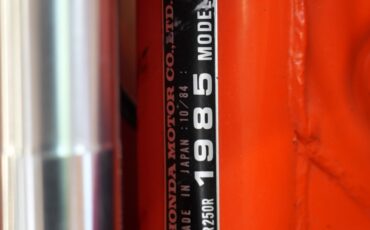 HONDA MOTOR CO.,LTD.
MADE IN JAPAN : 10/84 :
R250R 1985 MODEL